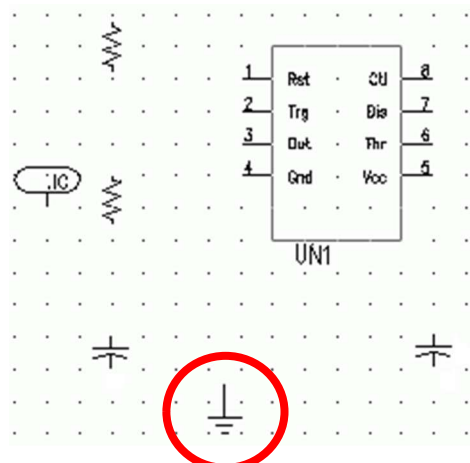 1 Rst Ctl 8
2 Trg Dis 7
3 Out Thr 6
4 Gnd Vcc 5
:IC
UN1